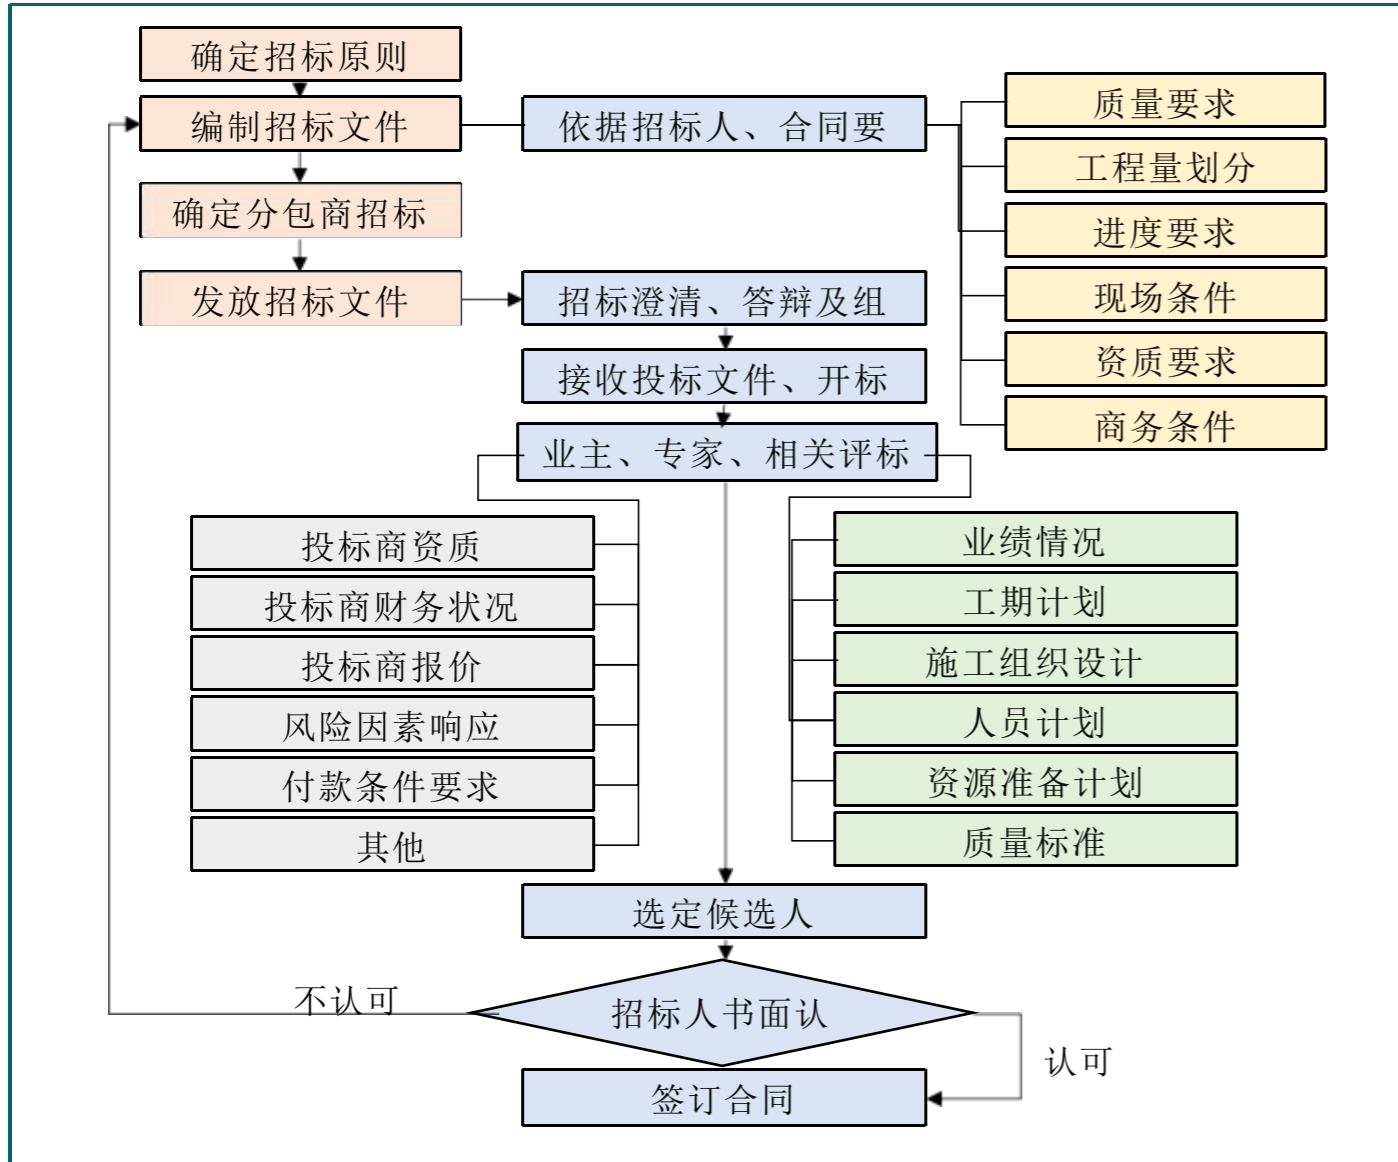 确定招标原则
编制招标文件
依据招标人、合同要
质量要求
工程量划分
进度要求
现场条件
资质要求
商务条件
确定分包商招标
发放招标文件
招标澄清、答辩及组
接收投标文件、开标
业主、专家、相关评标
投标商资质
投标商财务状况
投标商报价
风险因素响应
付款条件要求
其他
业绩情况
工期计划
施工组织设计
人员计划
资源准备计划
质量标准
选定候选人
招标人书面认
不认可
认可
签订合同